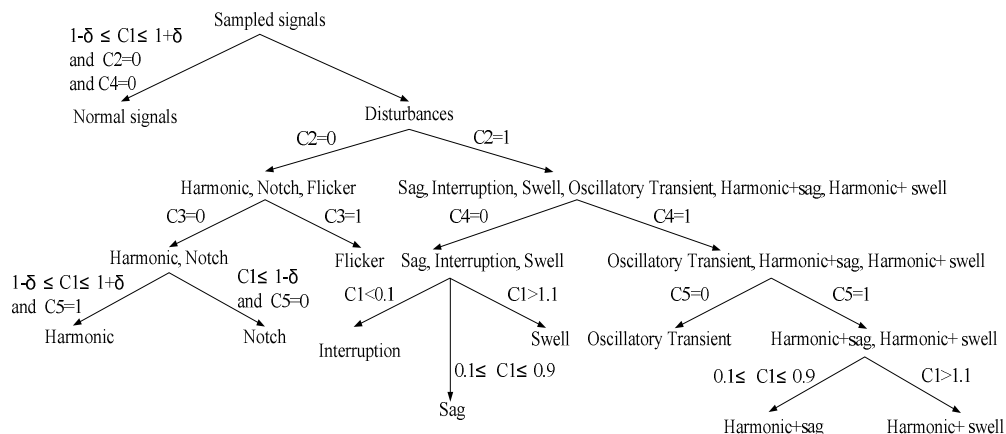 Sampled signals
1-δ ≤ C1≤ 1+δ
and C2=0
and C4=0
Normal signals
Disturbances
C2=0
C2=1
Harmonic, Notch, Flicker
Sag, Interruption, Swell, Oscillatory Transient, Harmonic+sag, Harmonic+ swell
C3=0
C3=1
C4=0
C4=1
Harmonic, Notch
Flicker
Sag, Interruption, Swell
Oscillatory Transient, Harmonic+sag, Harmonic+ swell
1-δ ≤ C1≤ 1+δ
and C5=1
C1≤ 1-δ
and C5=0
C1<0.1
C1>1.1
C5=0
C5=1
Harmonic
Notch
Interruption
Swell
Oscillatory Transient
Harmonic+sag, Harmonic+ swell
0.1≤ C1≤ 0.9
0.1≤ C1≤ 0.9
C1>1.1
Sag
Harmonic+sag
Harmonic+ swell